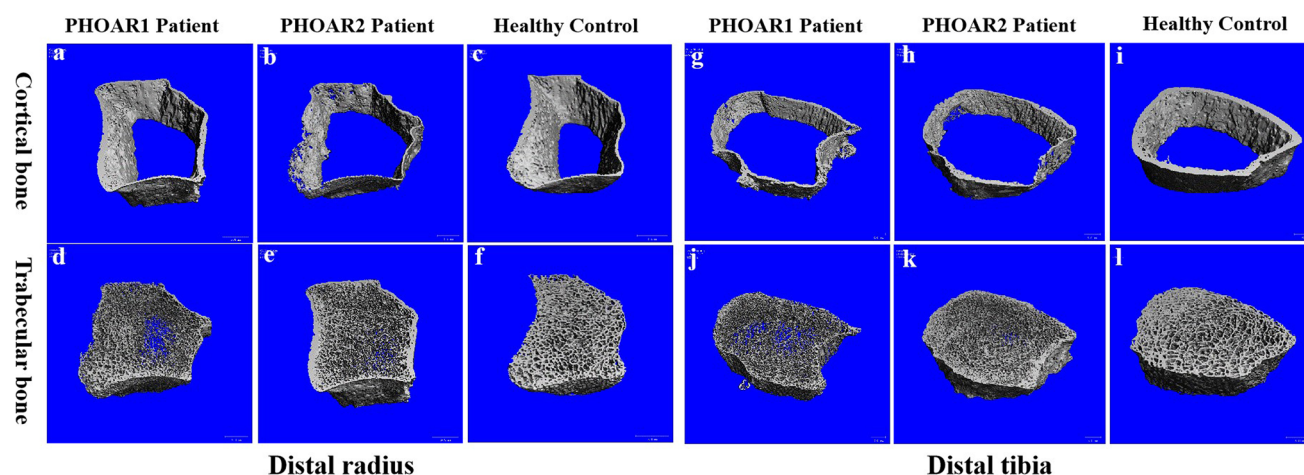 PHOAR1 Patient PHOAR2 Patient Healthy Control PHOAR1 Patient PHOAR2 Patient Healthy Control
Cortical bone
a b c g h i
Trabecular bone
d e f j k l
Distal radius Distal tibia